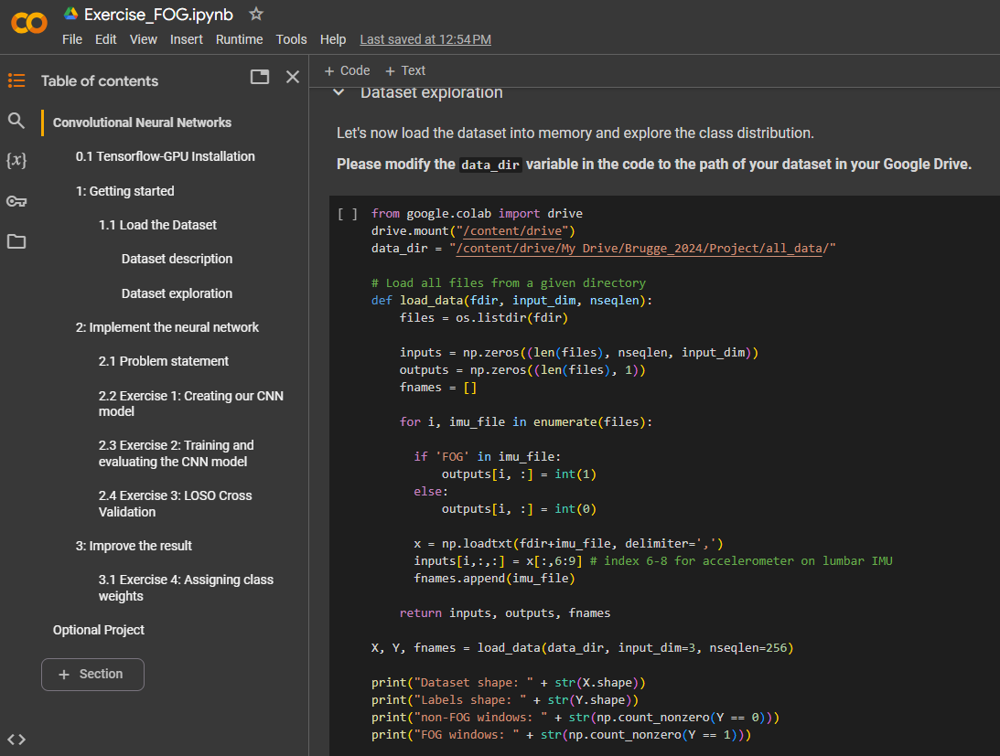 Exercise_FOG.ipynb
File Edit View Insert Runtime Tools Help Last saved at 12:54 PM
Table of contents
Convolutional Neural Networks
0.1 Tensorflow-GPU Installation
1: Getting started
1.1 Load the Dataset
Dataset description
Dataset exploration
2: Implement the neural network
2.1 Problem statement
2.2 Exercise 1: Creating our CNN
model
2.3 Exercise 2: Training and
evaluating the CNN model
2.4 Exercise 3: LOSO Cross
Validation
3: Improve the result
3.1 Exercise 4: Assigning class
weights
Optional Project
+ Section
{x}
<>
+ Code + Text
Dataset exploration
Let's now load the dataset into memory and explore the class distribution.
Please modify the data_dir variable in the code to the path of your dataset in your Google Drive.
[ ] from google.colab import drive
drive.mount("/content/drive")
data_dir = "/content/drive/My Drive/Brugge_2024/Project/all_data/"
# Load all files from a given directory
def load_data(fdir, input_dim, nseqlen):
    files = os.listdir(fdir)
    inputs = np.zeros((len(files), nseqlen, input_dim))
    outputs = np.zeros((len(files), 1))
    fnames = []
    for i, imu_file in enumerate(files):
      if 'FOG' in imu_file:
          outputs[i, :] = int(1)
      else:
          outputs[i, :] = int(0)
      x = np.loadtxt(fdir+imu_file, delimiter=',')
      inputs[i,:,:] = x[:,6:9] # index 6-8 for accelerometer on lumbar IMU
      fnames.append(imu_file)
    return inputs, outputs, fnames
X, Y, fnames = load_data(data_dir, input_dim=3, nseqlen=256)
print("Dataset shape: " + str(X.shape))
print("Labels shape: " + str(Y.shape))
print("non-FOG windows: " + str(np.count_nonzero(Y == 0)))
print("FOG windows: " + str(np.count_nonzero(Y == 1)))